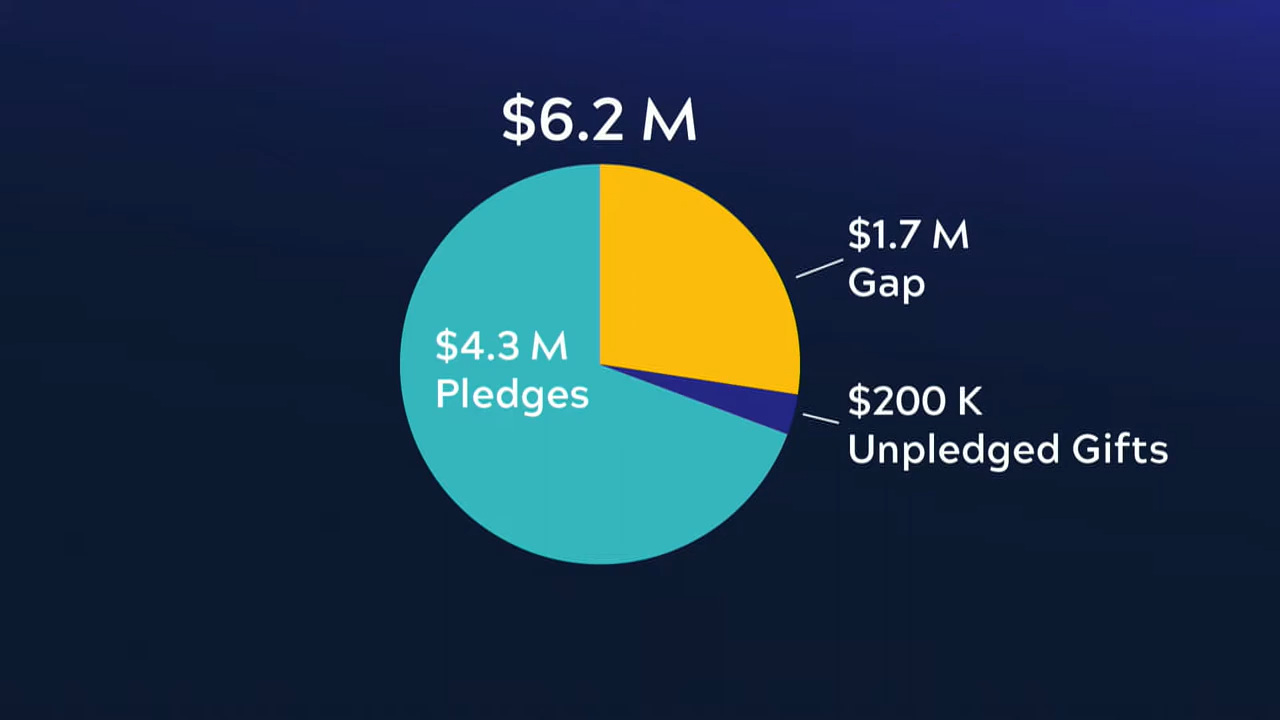 $6.2 M
$1.7 M
Gap
$4.3 M
Pledges
$200 K
Unpledged Gifts